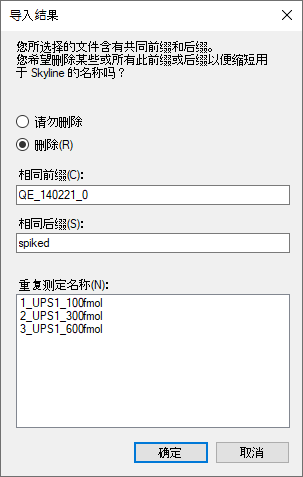 导入结果
您所选择的文件含有共同前缀和后缀。
您希望删除某些或所有此前缀或后缀以便缩短用
于 Skyline 的名称吗？
请勿删除
删除(R)
相同前缀(C):
QE_140221_0
相同后缀(S):
spiked
重复测定名称(N):
1_UPS1_100fmol
2_UPS1_300fmol
3_UPS1_600fmol
确定
取消